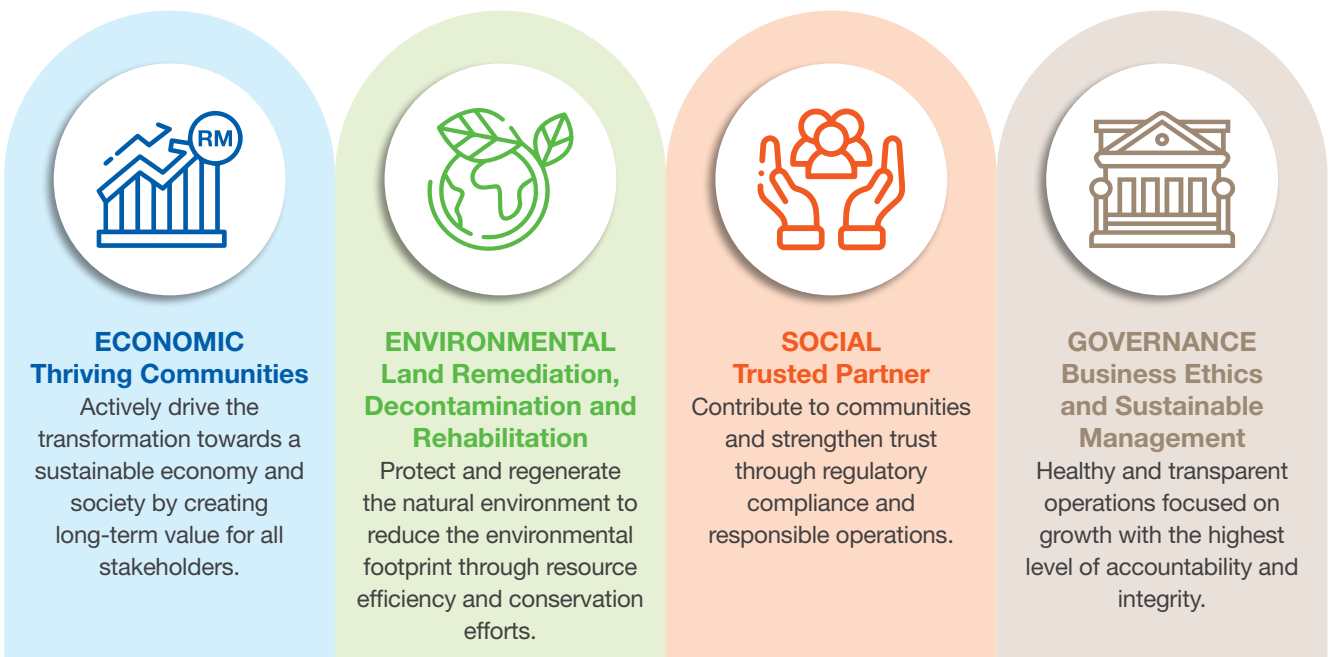 RM
ECONOMIC
Thriving Communities
Actively drive the
transformation towards a
sustainable economy and
society by creating
long-term value for all
stakeholders.
ENVIRONMENTAL
Land Remediation,
Decontamination and
Rehabilitation
Protect and regenerate
the natural environment to
reduce the environmental
footprint through resource
efficiency and conservation
efforts.
SOCIAL
Trusted Partner
Contribute to communities
and strengthen trust
through regulatory
compliance and
responsible operations.
GOVERNANCE
Business Ethics
and Sustainable
Management
Healthy and transparent
operations focused on
growth with the highest
level of accountability and
integrity.